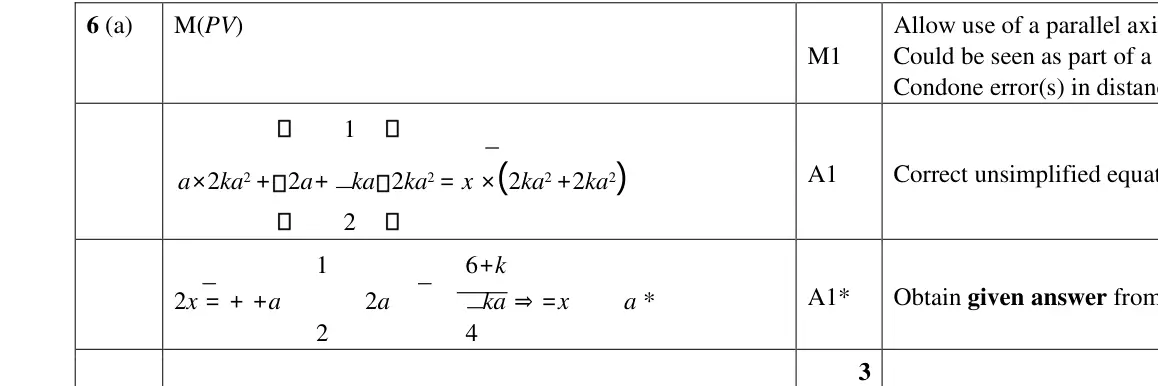 6 (a) M(PV) Allow use of a parallel axi
M1 Could be seen as part of a
Condone error(s) in distanc
▯ 1 ▯
a×2ka² +▯2a+ —ka▯2ka² = x̄ ×(2ka² +2ka²) A1 Correct unsimplified equat
▯ 2 ▯
1 6+k
2x̄ = + +a 2a — —ka ⇒ =x a * A1* Obtain given answer from
2 4
3